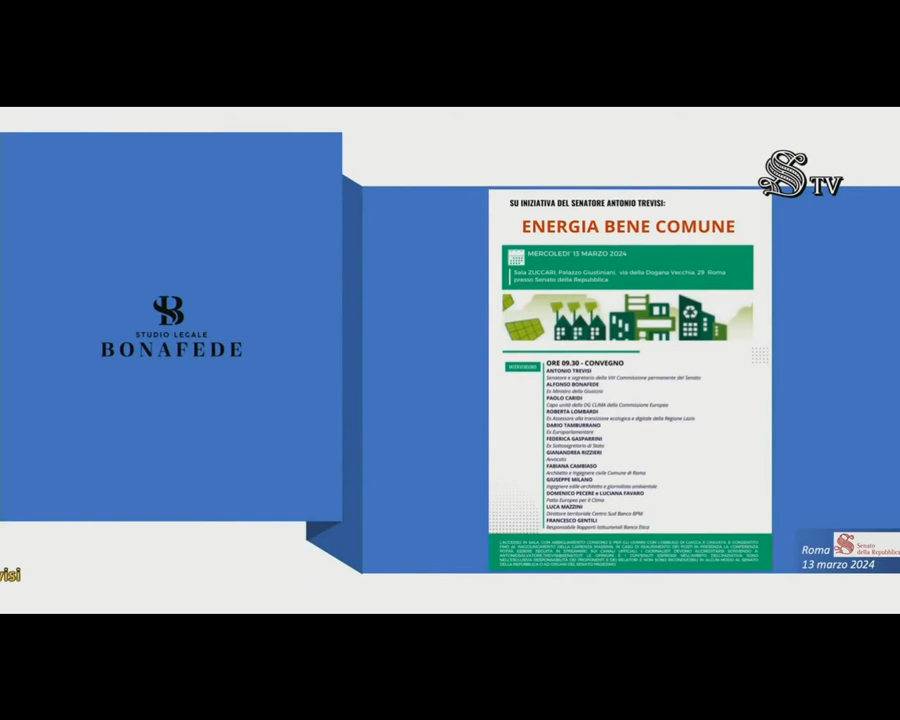 S TV
SU INIZIATIVA DEL SENATORE ANTONIO TREVISI:
ENERGIA BENE COMUNE
MERCOLEDI' 13 MARZO 2024
Sala ZUCCARI, Palazzo Giustiniani, via della Dogana Vecchia, 29 Roma
presso Senato della Repubblica
STUDIO LEGALE
BONAFEDE
ORE 09.30 - CONVEGNO
ANTONIO TREVISI
Senatore e segretario della VIII Commissione permanente del Senato
ALFONSO BONAFEDE
Ex Ministro della Giustizia
PAOLO CARIDI
Capo unità della DG CLIMA della Commissione Europea
ROBERTA LOMBARDI
Ex Assessore alla transizione ecologica e digitale della Regione Lazio
DARIO TAMBURRANO
Ex Europarlamentare
FEDERICA GASPARRINI
Ex Sottosegretario di Stato
GIANANDREA RIZZIERI
Avvocato
FABIANA CAMBIASO
Architetto e Ingegnere civile Comune di Roma
GIUSEPPE MILANO
Ingegnere edile-architetto e giornalista ambientale
DOMENICO PECERE e LUCIANA FAVARO
Patto Europeo per il Clima
LUCA MAZZINI
Direttore territoriale Centro Sud Banco BPM
FRANCESCO GENTILI
Responsabile Rapporti Istituzionali Banca Etica
Roma
Senato
della Repubblica
13 marzo 2024
visi